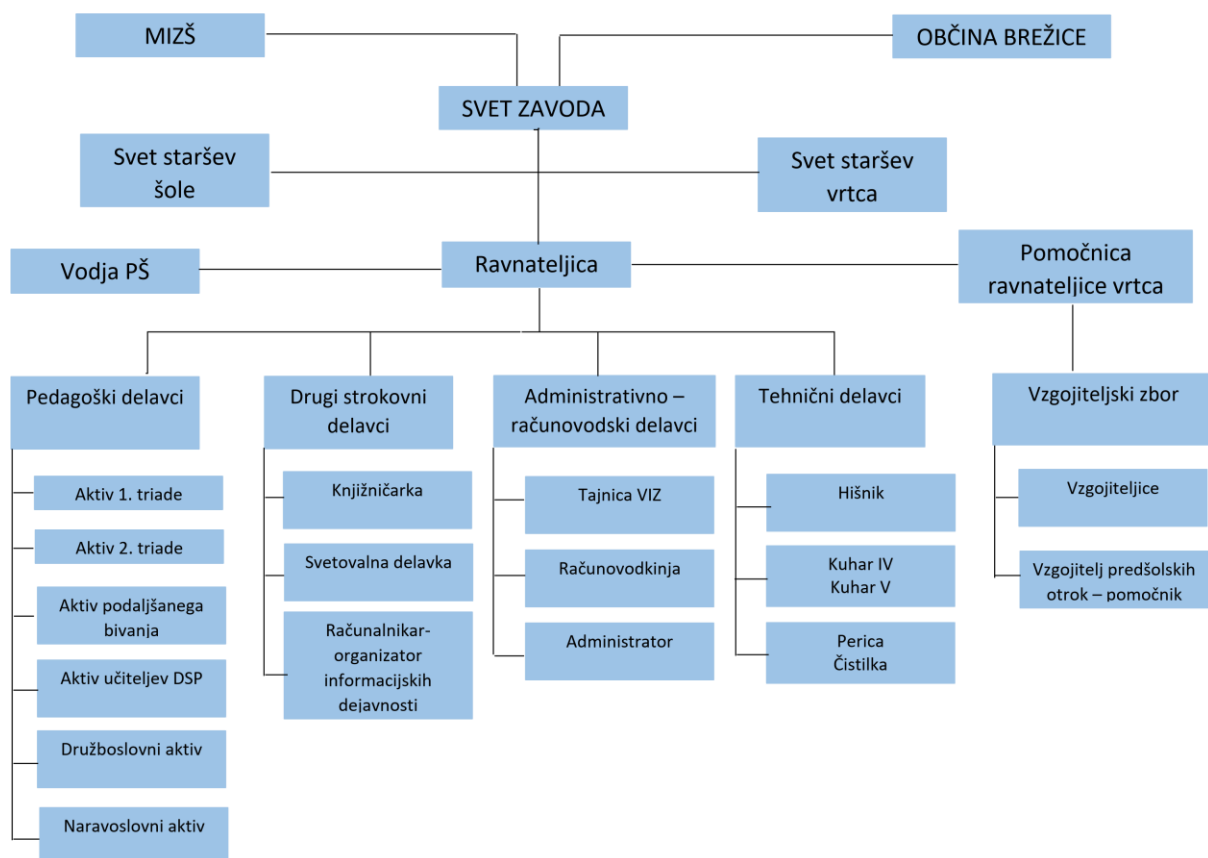 MIZŠ
OBČINA BREŽICE
SVET ZAVODA
Svet staršev
šole
Svet staršev
vrtca
Vodja PŠ
Ravnateljica
Pomočnica
ravnateljice vrtca
Pedagoški delavci
Aktiv 1. triade
Aktiv 2. triade
Aktiv podaljšanega
bivanja
Aktiv učiteljev DSP
Družboslovni aktiv
Naravoslovni aktiv
Drugi strokovni
delavci
Knjižničarka
Svetovalna delavka
Računalnikar-
organizator
informacijskih
dejavnosti
Administrativno –
računovodski delavci
Tajnica VIZ
Računovodkinja
Administrator
Tehnični delavci
Hišnik
Kuhar IV
Kuhar V
Perica
Čistilka
Vzgojiteljski zbor
Vzgojiteljice
Vzgojitelj predšolskih
otrok – pomočnik